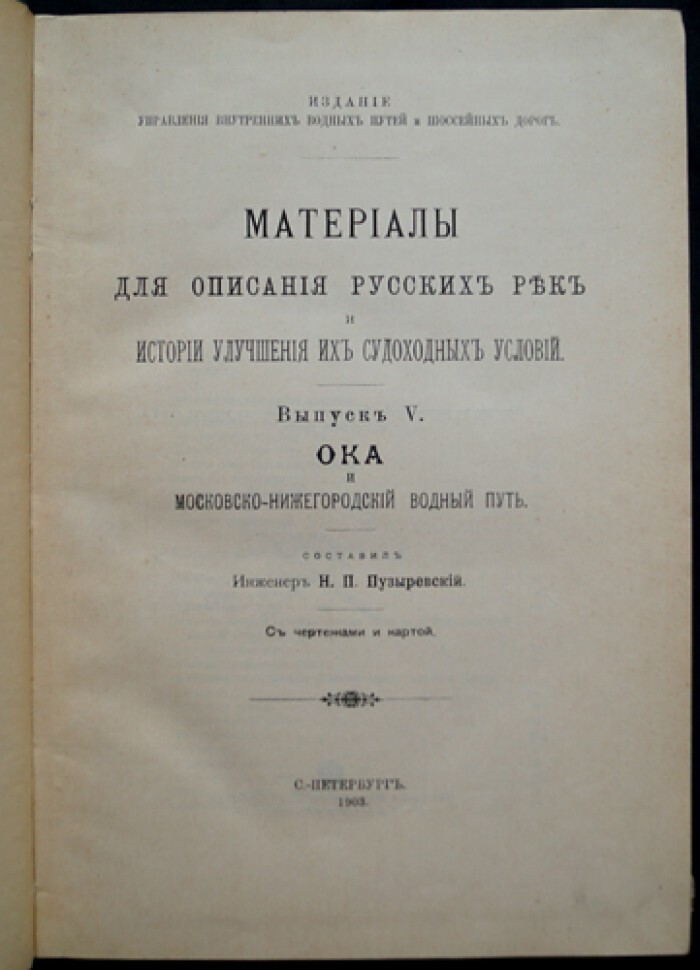 ИЗДАНІЕ
УПРАВЛЕНІЯ ВНУТРЕННИХЪ ВОДНЫХЪ ПУТЕЙ и ШОССЕЙНЫХЪ ДОРОГЪ.
МАТЕРІАЛЫ
ДЛЯ ОПИСАНІЯ РУССКИХЪ РѢКЪ
И
ИСТОРІИ УЛУЧШЕНІЯ ИХЪ СУДОХОДНЫХЪ УСЛОВІЙ.
Выпускъ V.
ОКА
И
МОСКОВСКО-НИЖЕГОРОДСКІЙ ВОДНЫЙ ПУТЬ.
СОСТАВИЛЪ
Инженеръ Н. П. Пузыревскій.
Съ чертежами и картой.
С.-ПЕТЕРБУРГЪ.
1903.